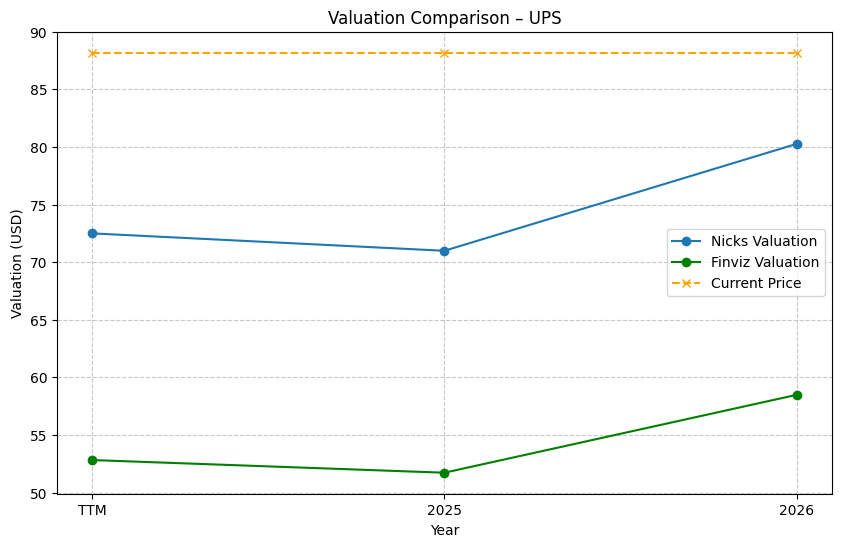 Valuation Comparison – UPS
Valuation (USD)
90
85
80
75
70
65
60
55
50
Nicks Valuation
Finviz Valuation
Current Price
TTM
2025
2026
Year